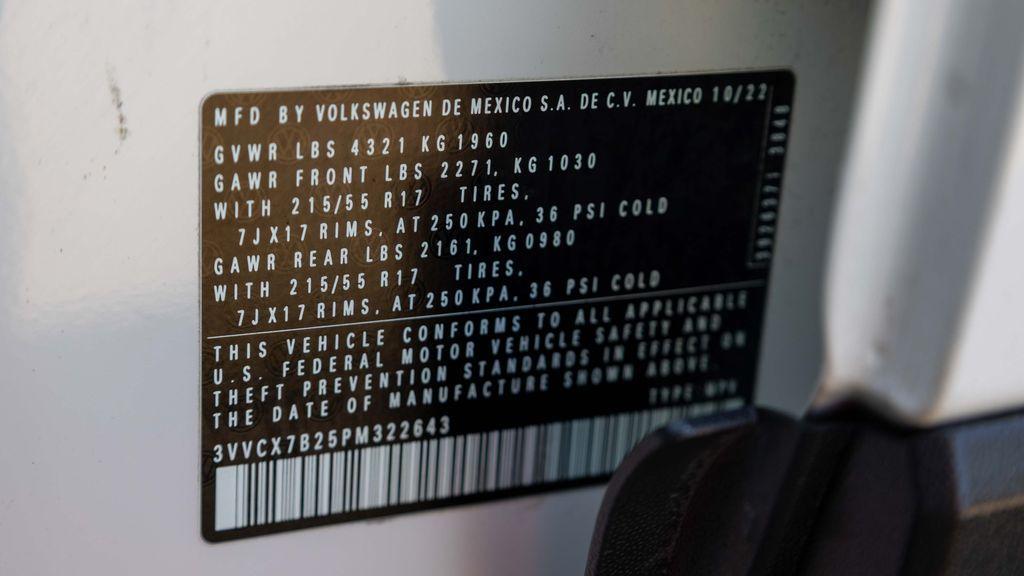 MFD BY VOLKSWAGEN DE MEXICO S.A. DE C.V. MEXICO 10/22
GVWR LBS 4321 KG 1960
GAWR FRONT LBS 2271, KG 1030
WITH 215/55 R17 TIRES,
7JX17 RIMS, AT 250 KPA, 36 PSI COLD
GAWR REAR LBS 2161, KG 0980
WITH 215/55 R17 TIRES,
7JX17 RIMS, AT 250 KPA, 36 PSI COLD
THIS VEHICLE CONFORMS TO ALL APPLICABLE
U.S. FEDERAL MOTOR VEHICLE SAFETY AND
THEFT PREVENTION STANDARDS IN EFFECT ON
THE DATE OF MANUFACTURE SHOWN ABOVE.
TYPE:
3VVCX7B25PM322643